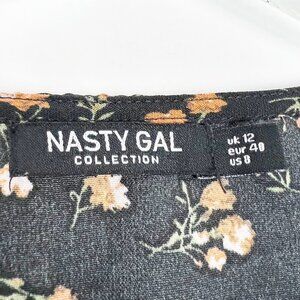 NASTY GAL
COLLECTION
uk 12
eur 40
US 8